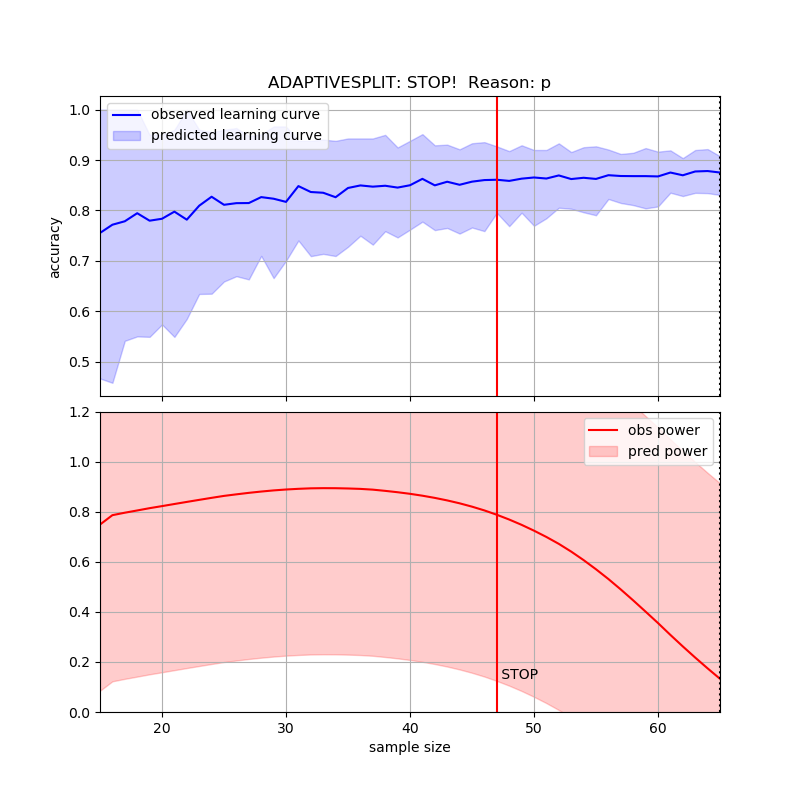 ADAPTIVESPLIT: STOP!  Reason: p
observed learning curve
predicted learning curve
accuracy
1.0
0.9
0.8
0.7
0.6
0.5
obs power
pred power
1.2
1.0
0.8
0.6
0.4
0.2
0.0
STOP
20 30 40 50 60
sample size